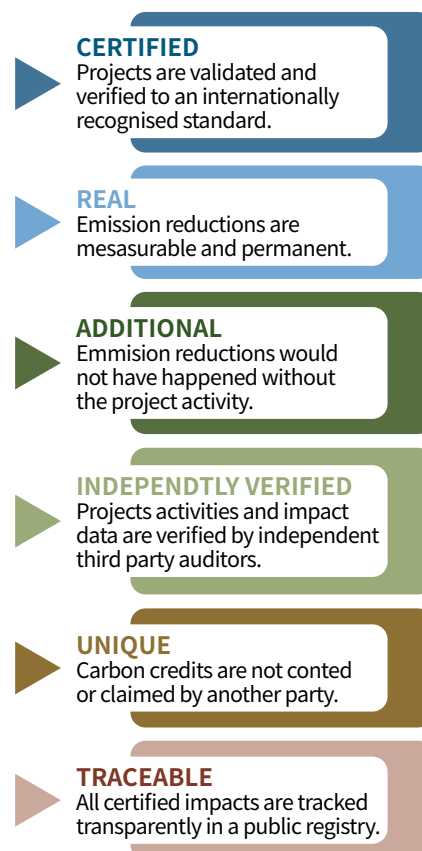 CERTIFIED
Projects are validated and
verified to an internationally
recognised standard.
REAL
Emission reductions are
mesasurable and permanent.
ADDITIONAL
Emmision reductions would
not have happened without
the project activity.
INDEPENDTLY VERIFIED
Projects activities and impact
data are verified by independent
third party auditors.
UNIQUE
Carbon credits are not conted
or claimed by another party.
TRACEABLE
All certified impacts are tracked
transparently in a public registry.